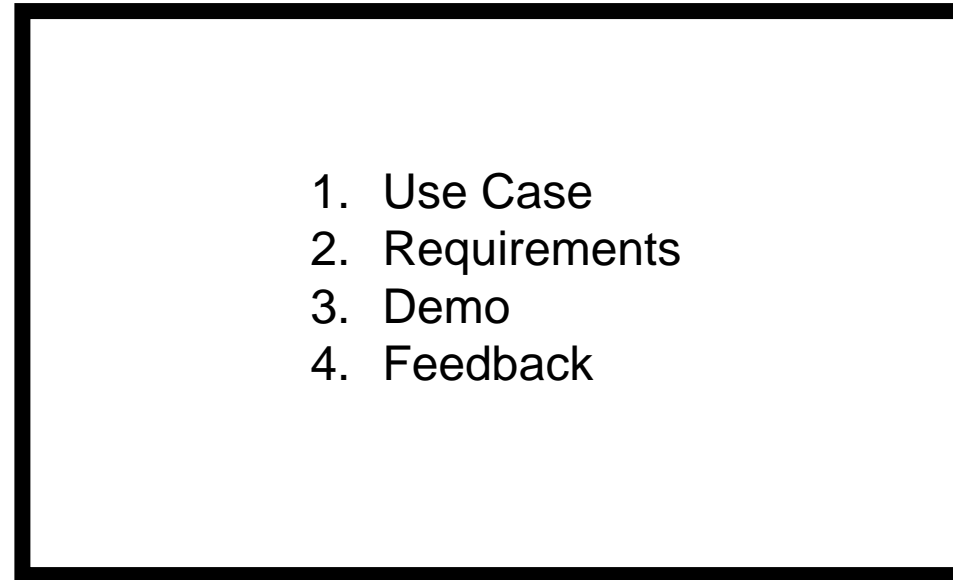 1. Use Case
2. Requirements
3. Demo
4. Feedback